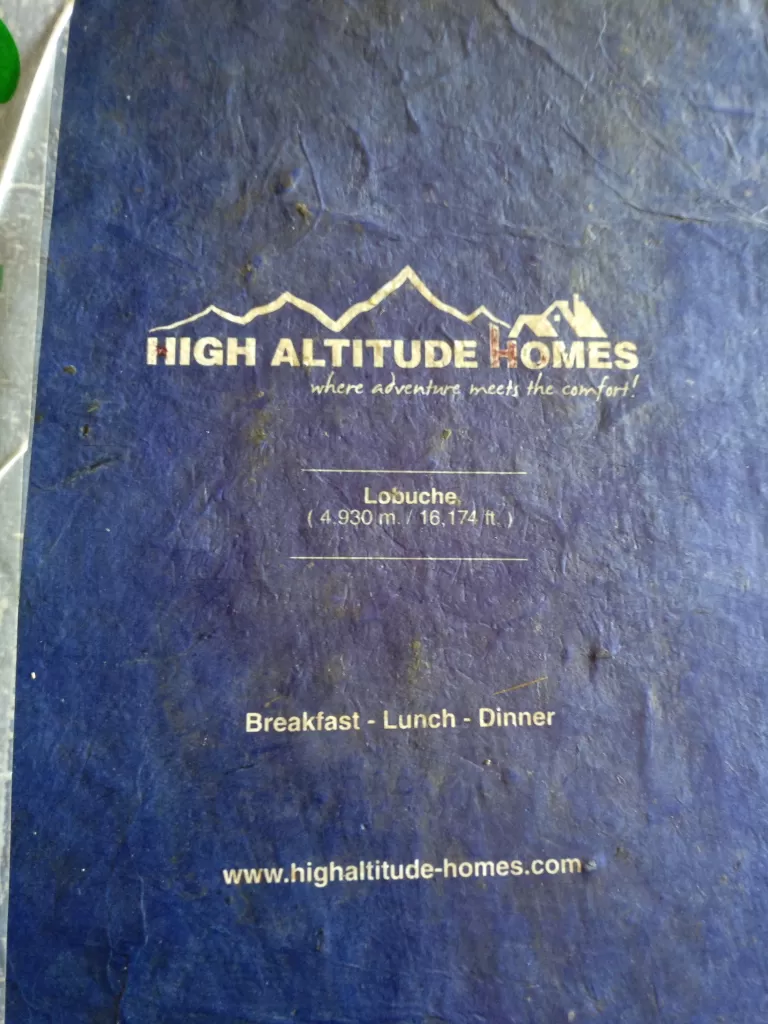 HIGH ALTITUDE HOMES
where adventure meets the comfort!
Lobuche,
( 4.930 m. / 16,174 ft. )
Breakfast - Lunch - Dinner
www.highaltitude-homes.com